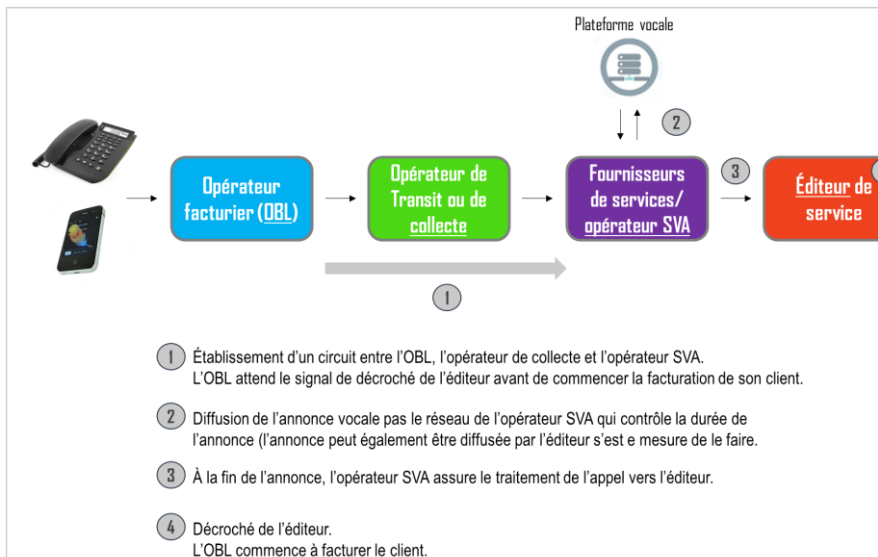 Plateforme vocale
2
Opérateur
facturier (OBL)
Opérateur de
Transit ou de
collecte
Fournisseurs
de services/
opérateur SVA
3
Éditeur de
service
1
1 Établissement d'un circuit entre l'OBL, l'opérateur de collecte et l'opérateur SVA.
L'OBL attend le signal de décroché de l'éditeur avant de commencer la facturation de son client.
2 Diffusion de l'annonce vocale pas le réseau de l'opérateur SVA qui contrôle la durée de
l'annonce (l'annonce peut également être diffusée par l'éditeur s'est e mesure de le faire.
3 À la fin de l'annonce, l'opérateur SVA assure le traitement de l'appel vers l'éditeur.
4 Décroché de l'éditeur.
L'OBL commence à facturer le client.